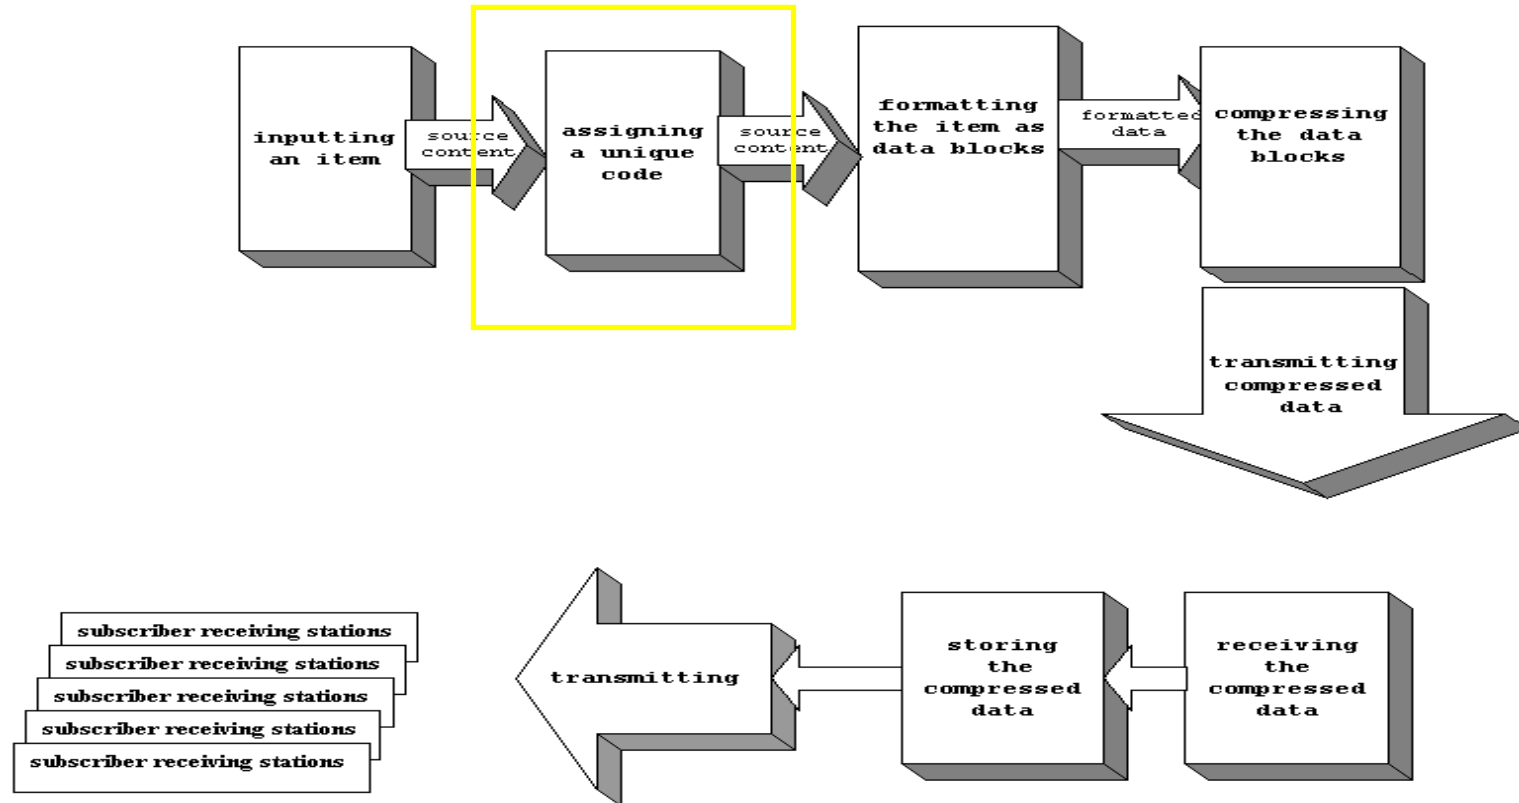 inputting
an item
source
content
assigning
a unique
code
source
content
formatting
the item as
data blocks
formatted
data
compressing
the data
blocks
transmitting
compressed
data
subscriber receiving stations
subscriber receiving stations
subscriber receiving stations
subscriber receiving stations
subscriber receiving stations
transmitting
storing
the
compressed
data
receiving
the
compressed
data